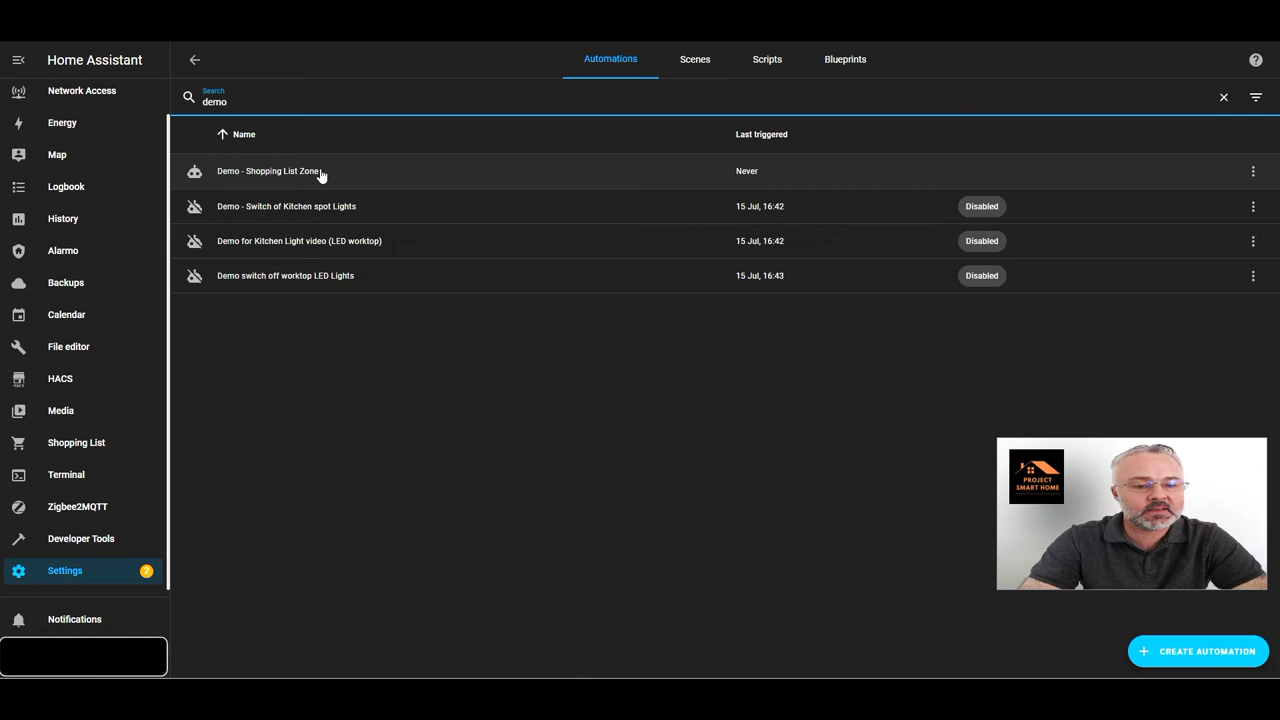 Home Assistant
Automations
Scenes
Scripts
Blueprints
Network Access
Energy
Map
Logbook
History
Alarmo
Backups
Calendar
File editor
HACS
HACS
Media
Shopping List
Terminal
Zigbee2MQTT
Developer Tools
Settings
2
Notifications
Search
demo
Name
Last triggered
Demo - Shopping List Zone
Never
Demo - Switch of Kitchen spot Lights
15 Jul, 16:42
Disabled
Demo for Kitchen Light video (LED worktop)
15 Jul, 16:42
Disabled
Demo switch off worktop LED Lights
15 Jul, 16:43
Disabled
PROJECT
SMART HOME
+ CREATE AUTOMATION